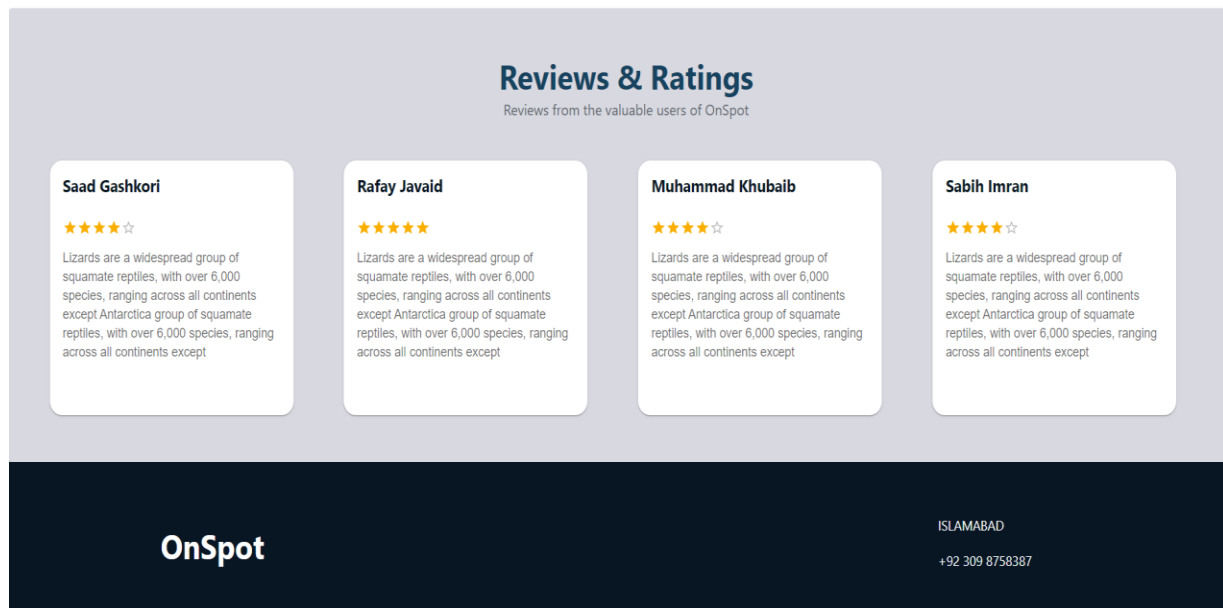 Reviews & Ratings
Reviews from the valuable users of OnSpot
Saad Gashkori
Lizards are a widespread group of
squamate reptiles, with over 6,000
species, ranging across all continents
except Antarctica group of squamate
reptiles, with over 6,000 species, ranging
across all continents except
Rafay Javaid
Lizards are a widespread group of
squamate reptiles, with over 6,000
species, ranging across all continents
except Antarctica group of squamate
reptiles, with over 6,000 species, ranging
across all continents except
Muhammad Khubaib
Lizards are a widespread group of
squamate reptiles, with over 6,000
species, ranging across all continents
except Antarctica group of squamate
reptiles, with over 6,000 species, ranging
across all continents except
Sabih Imran
Lizards are a widespread group of
squamate reptiles, with over 6,000
species, ranging across all continents
except Antarctica group of squamate
reptiles, with over 6,000 species, ranging
across all continents except
OnSpot
ISLAMABAD
+92 309 8758387